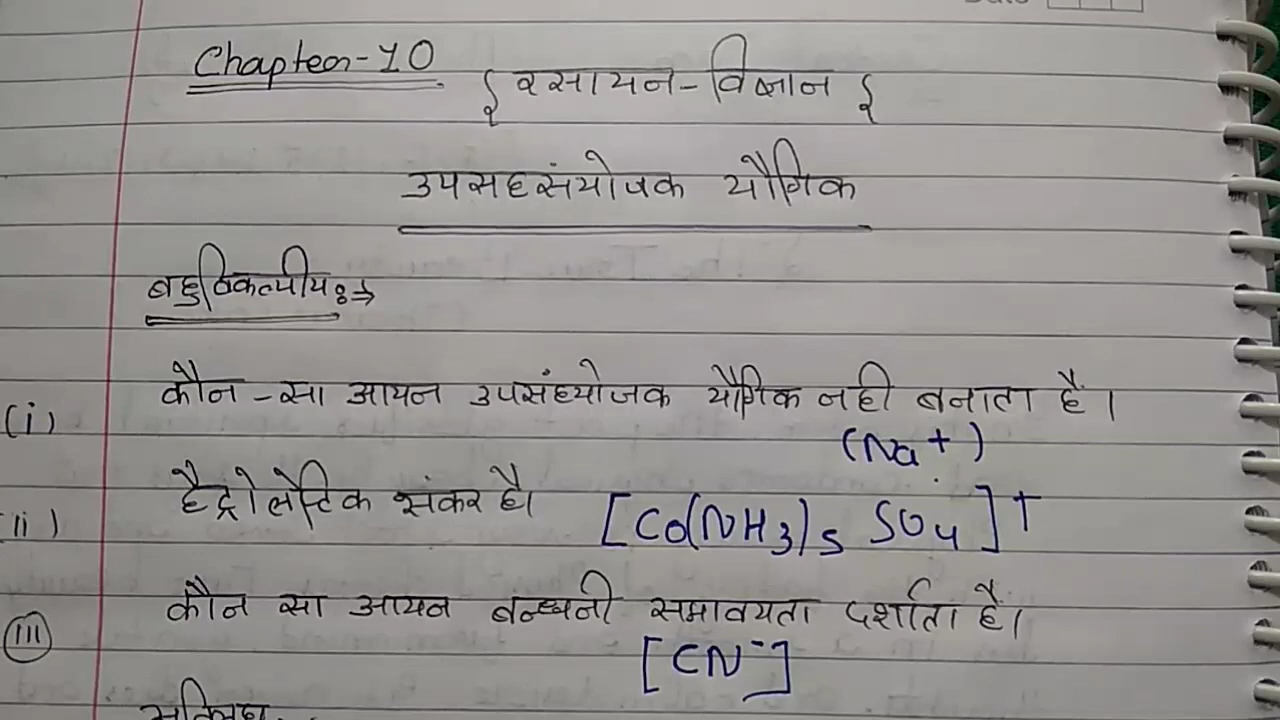 Chapter-10
{ रसायन-विज्ञान }
उपसहसंयोजक यौगिक
बहुविकल्पीय:⇒
(i) कौन-सा आयन उपसंहयोजक यौगिक नही बनाता है।
(Na+)
(ii) हैट्रोलेप्टिक संकर है। [Co(NH3)5 SO4]+
(iii) कौन सा आयन बन्धनी समावयता दर्शाता है।
[CN-]